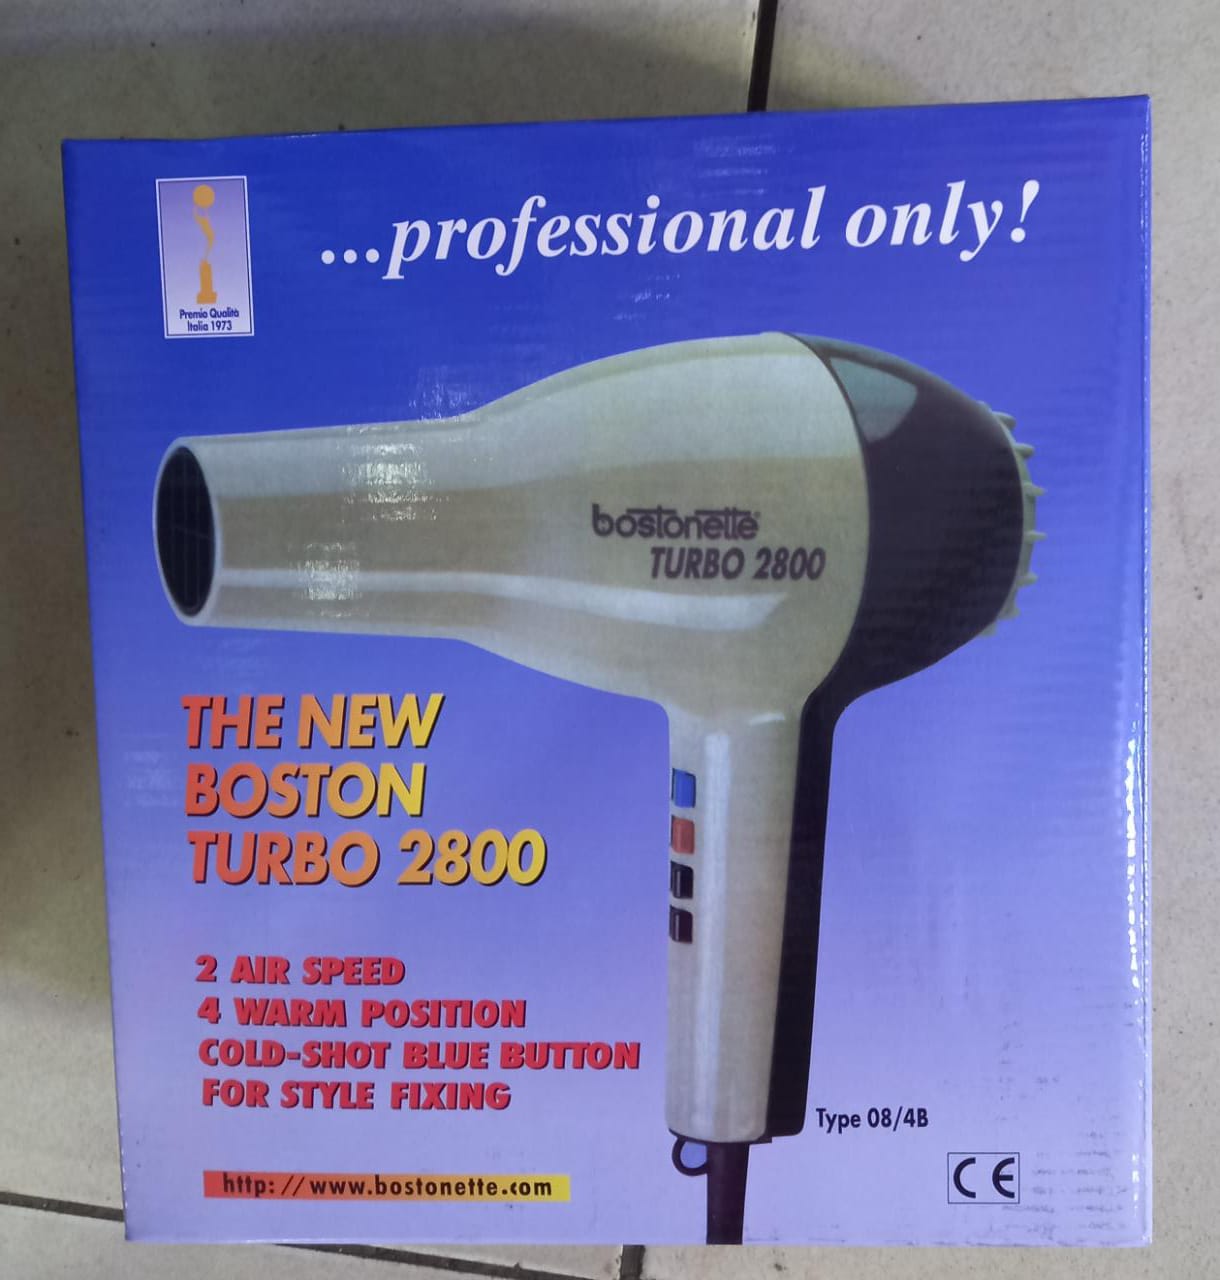 ...professional only!
Premio Qualità
Italia 1973
bostonette®
TURBO 2800
THE NEW
BOSTON
TURBO 2800
2 AIR SPEED
4 WARM POSITION
COLD-SHOT BLUE BUTTON
FOR STYLE FIXING
Type 08/4B
http: // www.bostonette.com
CE